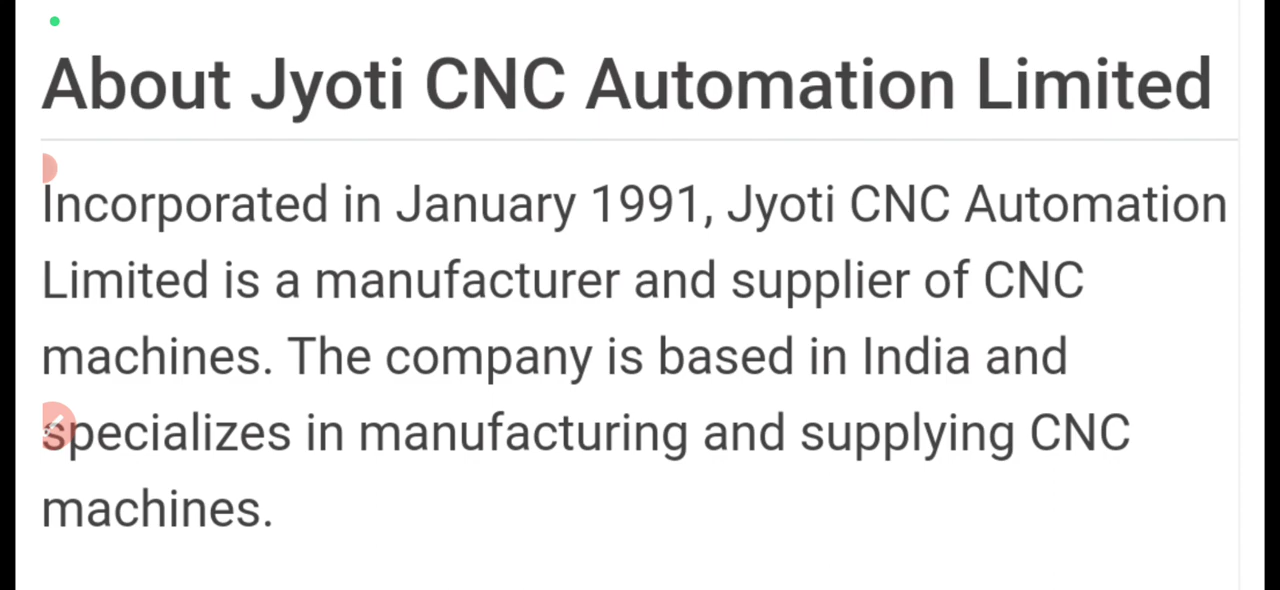 About Jyoti CNC Automation Limited
Incorporated in January 1991, Jyoti CNC Automation
Limited is a manufacturer and supplier of CNC
machines. The company is based in India and
specializes in manufacturing and supplying CNC
machines.